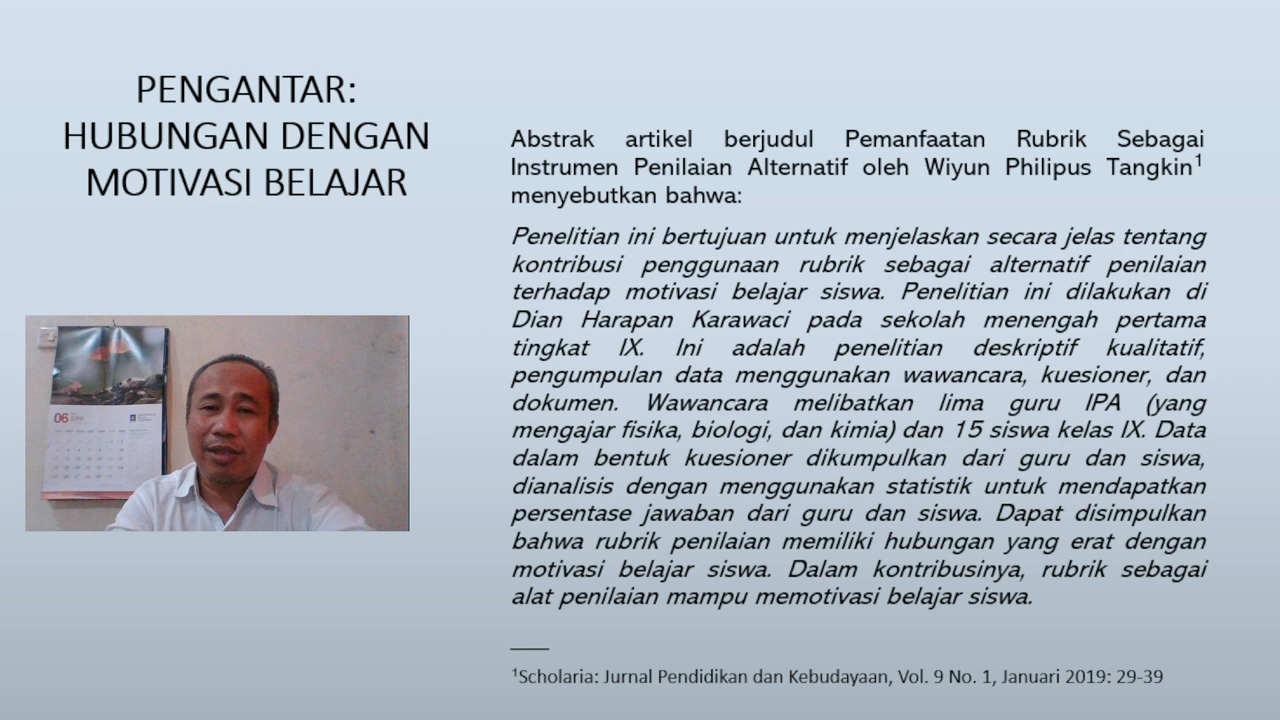 PENGANTAR:
HUBUNGAN DENGAN
MOTIVASI BELAJAR
Abstrak artikel berjudul Pemanfaatan Rubrik Sebagai
Instrumen Penilaian Alternatif oleh Wiyun Philipus Tangkin¹
menyebutkan bahwa:
Penelitian ini bertujuan untuk menjelaskan secara jelas tentang
kontribusi penggunaan rubrik sebagai alternatif penilaian
terhadap motivasi belajar siswa. Penelitian ini dilakukan di
Dian Harapan Karawaci pada sekolah menengah pertama
tingkat IX. Ini adalah penelitian deskriptif kualitatif,
pengumpulan data menggunakan wawancara, kuesioner, dan
dokumen. Wawancara melibatkan lima guru IPA (yang
mengajar fisika, biologi, dan kimia) dan 15 siswa kelas IX. Data
dalam bentuk kuesioner dikumpulkan dari guru dan siswa,
dianalisis dengan menggunakan statistik untuk mendapatkan
persentase jawaban dari guru dan siswa. Dapat disimpulkan
bahwa rubrik penilaian memiliki hubungan yang erat dengan
motivasi belajar siswa. Dalam kontribusinya, rubrik sebagai
alat penilaian mampu memotivasi belajar siswa.
¹Scholaria: Jurnal Pendidikan dan Kebudayaan, Vol. 9 No. 1, Januari 2019: 29-39
06